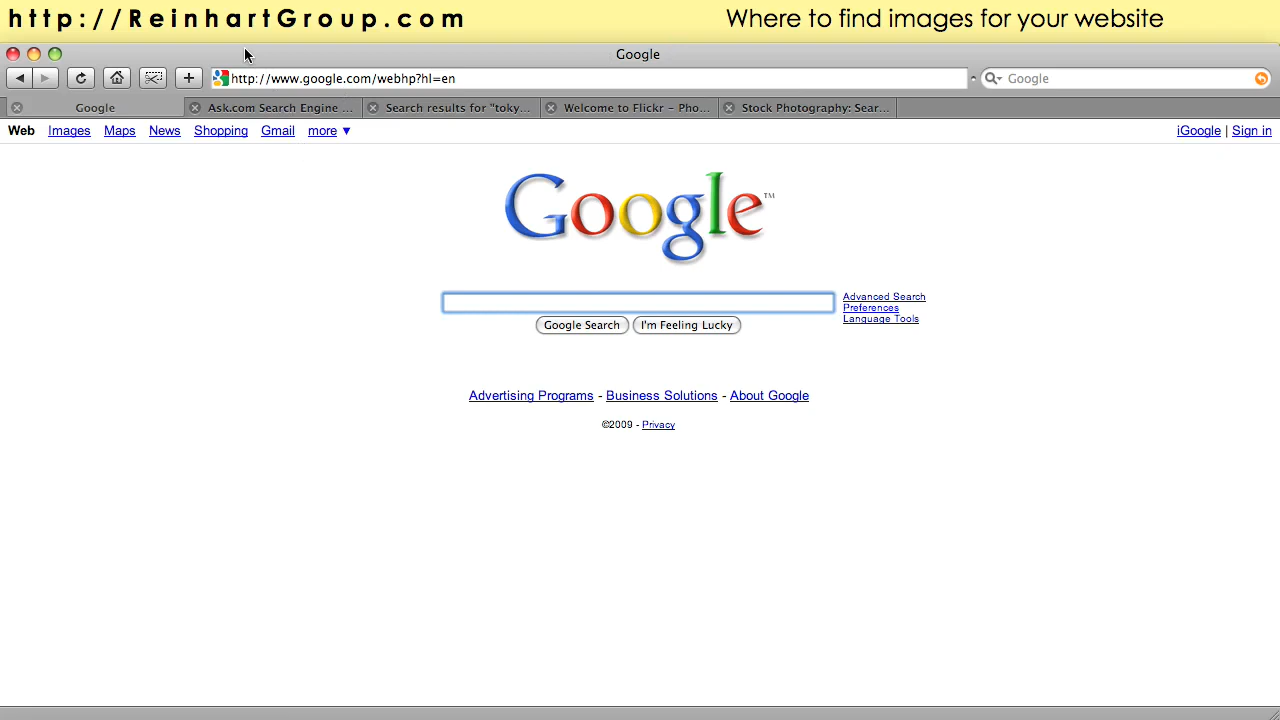 http://ReinhartGroup.com
Where to find images for your website
Google
http://www.google.com/webhp?hl=en
Google
Google
Ask.com Search Engine ...
Search results for "toky...
Welcome to Flickr - Pho...
Stock Photography: Sear...
Web Images Maps News Shopping Gmail more ▼
iGoogle | Sign in
Google™
Advanced Search
Preferences
Language Tools
Google Search I'm Feeling Lucky
Advertising Programs - Business Solutions - About Google
©2009 - Privacy